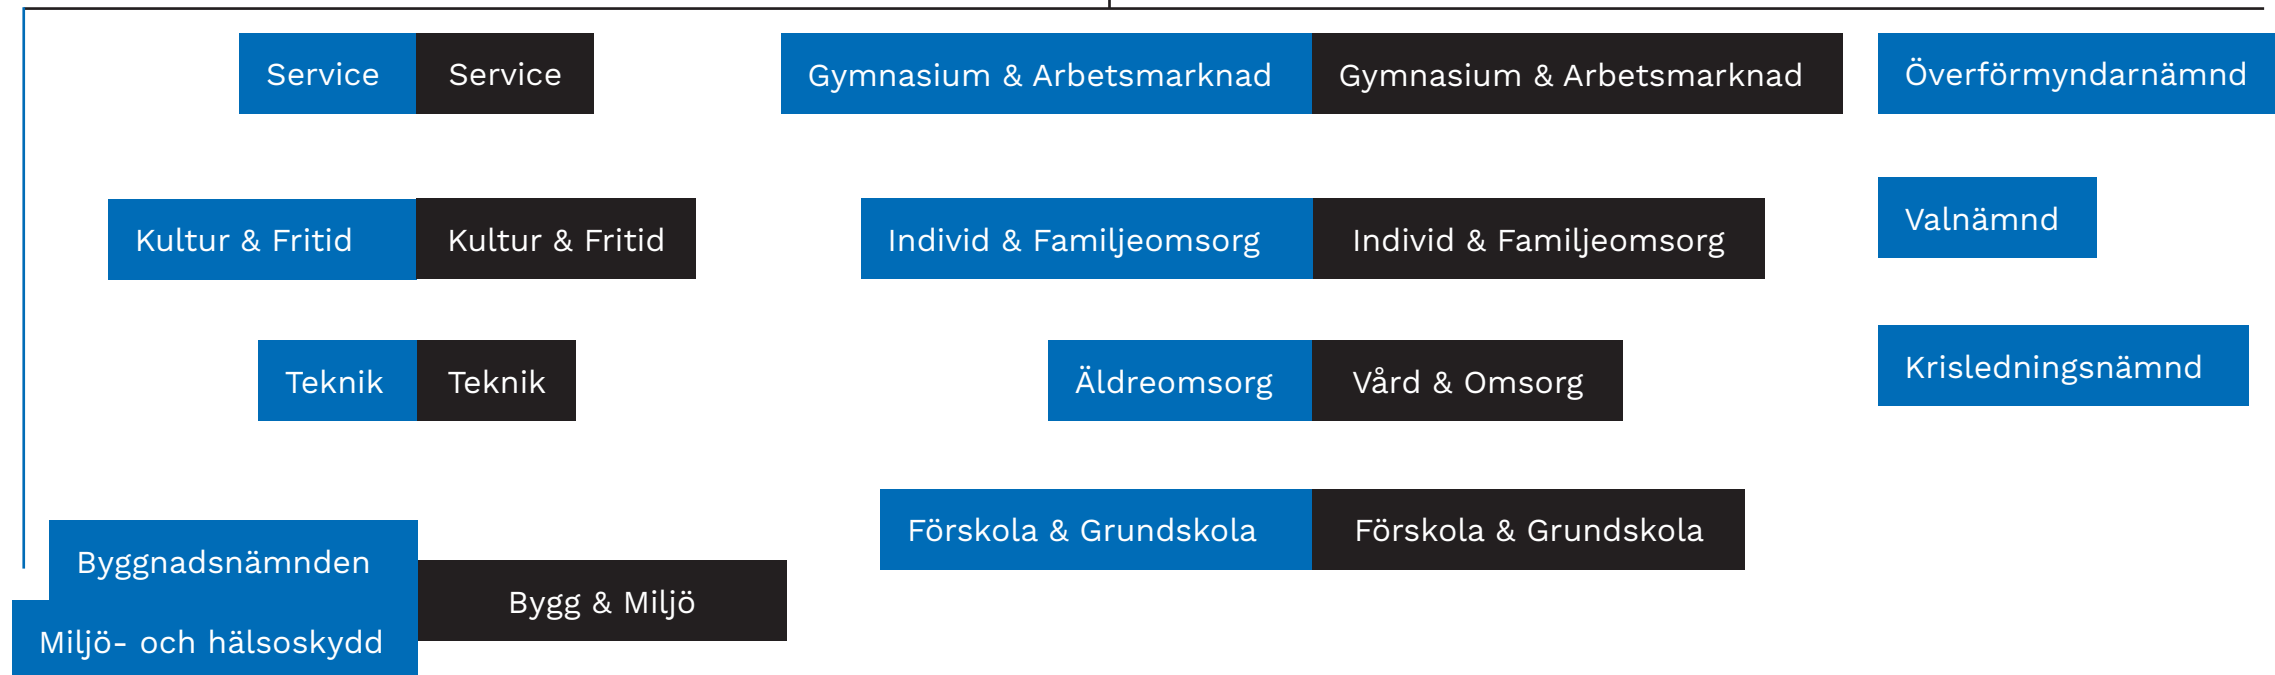 Service
Service
Gymnasium & Arbetsmarknad
Gymnasium & Arbetsmarknad
Överförmyndarnämnd
Kultur & Fritid
Kultur & Fritid
Individ & Familjeomsorg
Individ & Familjeomsorg
Valnämnd
Teknik
Teknik
Äldreomsorg
Vård & Omsorg
Krisledningsnämnd
Förskola & Grundskola
Förskola & Grundskola
Byggnadsnämnden
Bygg & Miljö
Miljö- och hälsoskydd